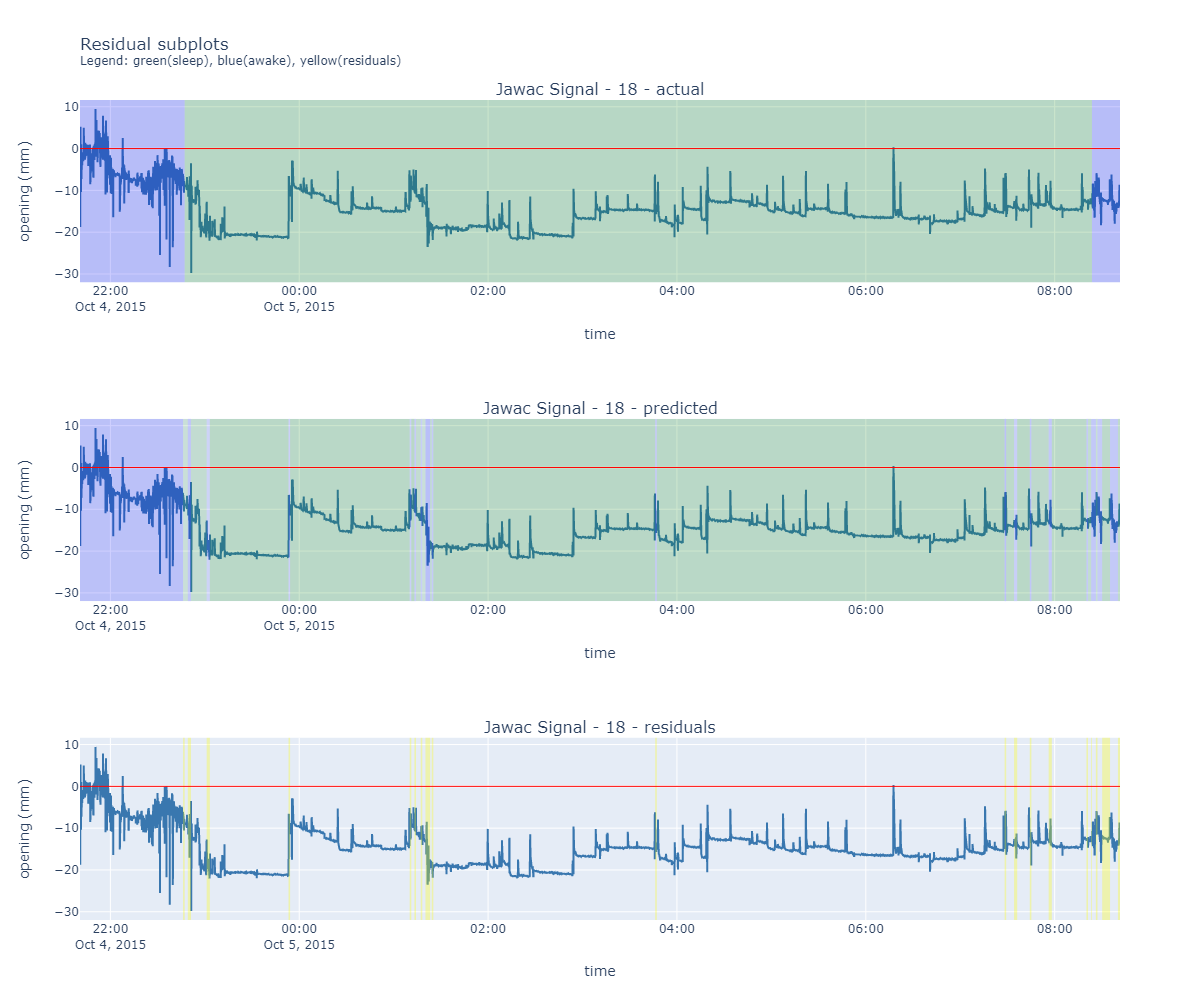 Residual subplots
Legend: green(sleep), blue(awake), yellow(residuals)
Jawac Signal - 18 - actual
10
0
−10
−20
−30
opening (mm)
22:00 00:00 02:00 04:00 06:00 08:00
Oct 4, 2015 Oct 5, 2015
time
Jawac Signal - 18 - predicted
10
0
−10
−20
−30
opening (mm)
22:00 00:00 02:00 04:00 06:00 08:00
Oct 4, 2015 Oct 5, 2015
time
Jawac Signal - 18 - residuals
10
0
−10
−20
−30
opening (mm)
22:00 00:00 02:00 04:00 06:00 08:00
Oct 4, 2015 Oct 5, 2015
time